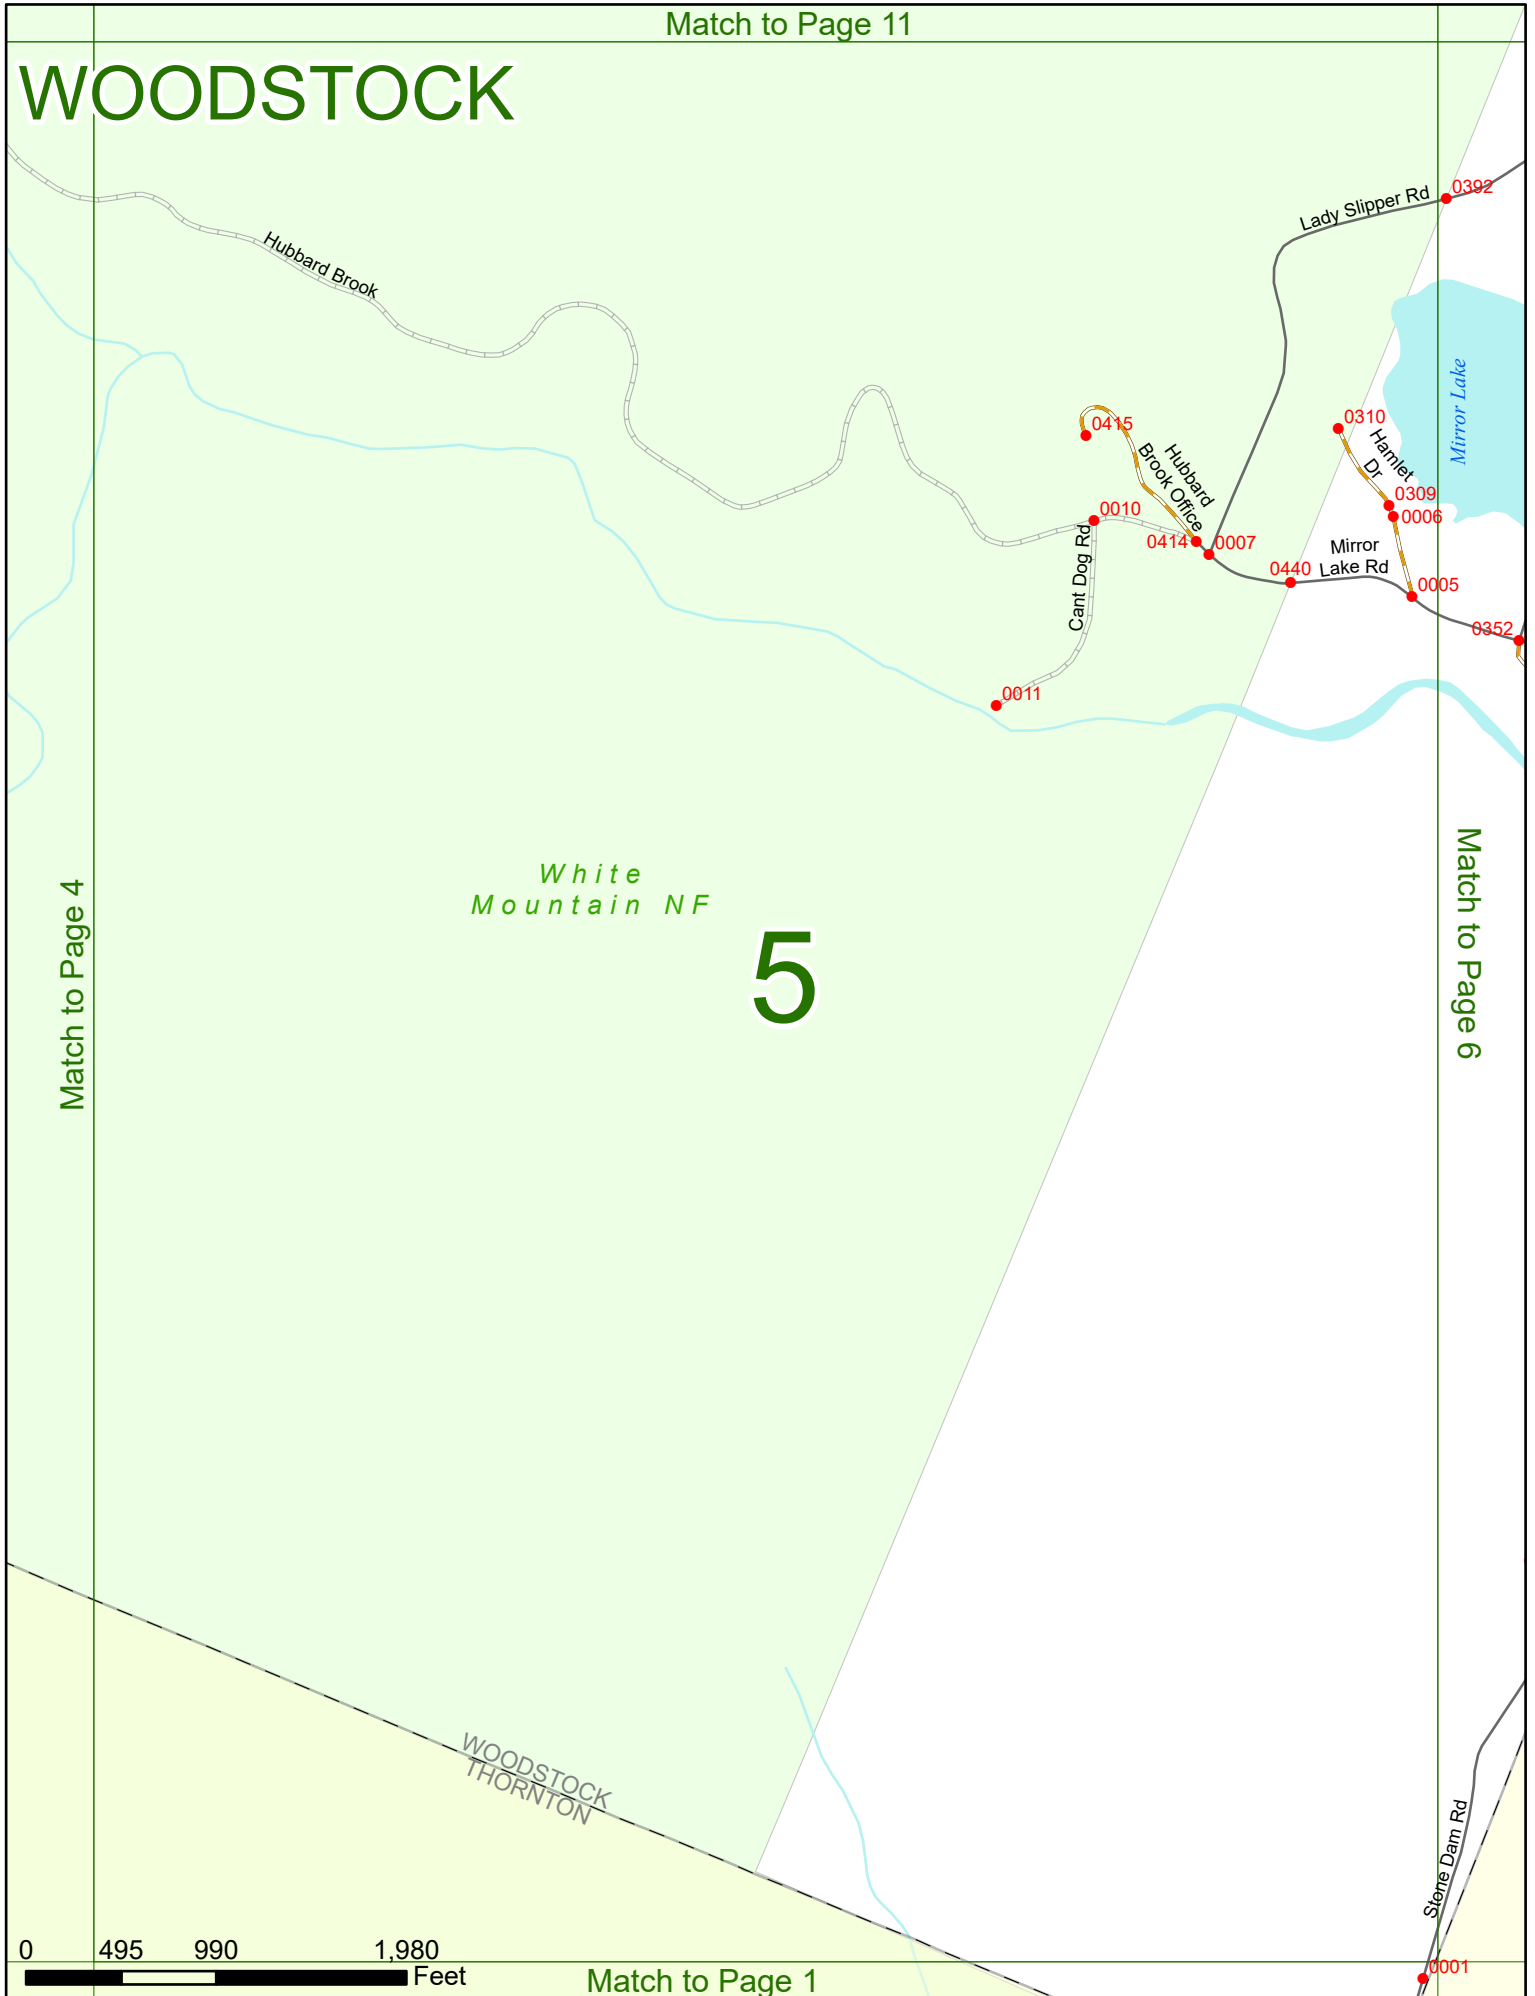 Match to Page 11
WOODSTOCK
0392
Lady Slipper Rd
Hubbard Brook
Mirror Lake
0415
0310
Hamlet
Dr
Hubbard
Brook Office
0309
0006
0010
0414
0007
Cant Dog Rd
Mirror
Lake Rd
0440
0005
0352
0011
White
Mountain NF
5
Match to Page 4
Match to Page 6
WOODSTOCK
THORNTON
Stone Dam Rd
0 495 990 1,980
Feet
Match to Page 1
0001